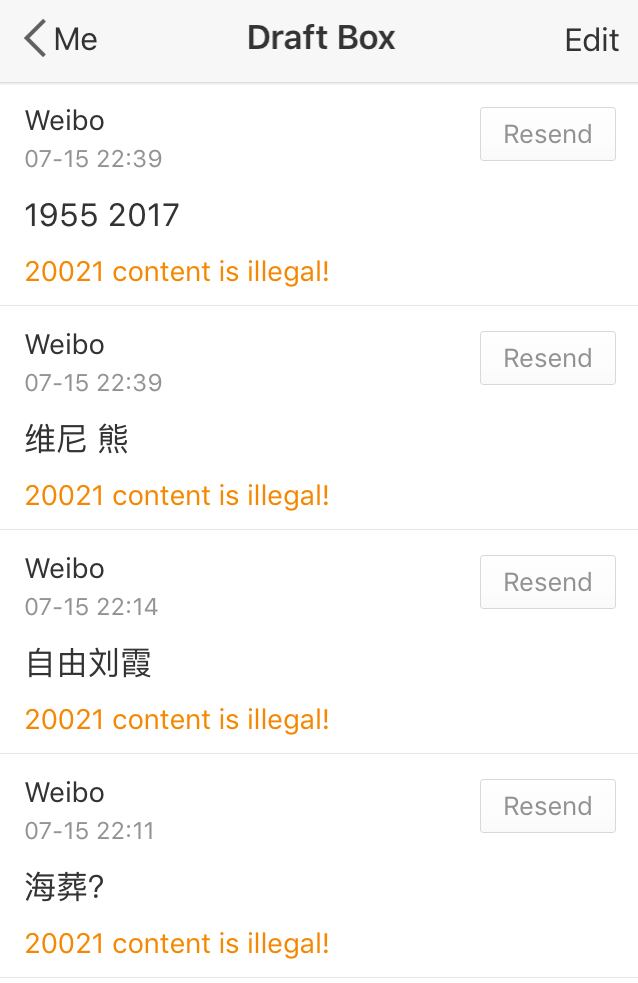 Me
Draft Box
Edit
Weibo
Resend
07-15 22:39
1955 2017
20021 content is illegal!
Weibo
Resend
07-15 22:39
维尼 熊
20021 content is illegal!
Weibo
Resend
07-15 22:14
自由刘霞
20021 content is illegal!
Weibo
Resend
07-15 22:11
海葬?
20021 content is illegal!